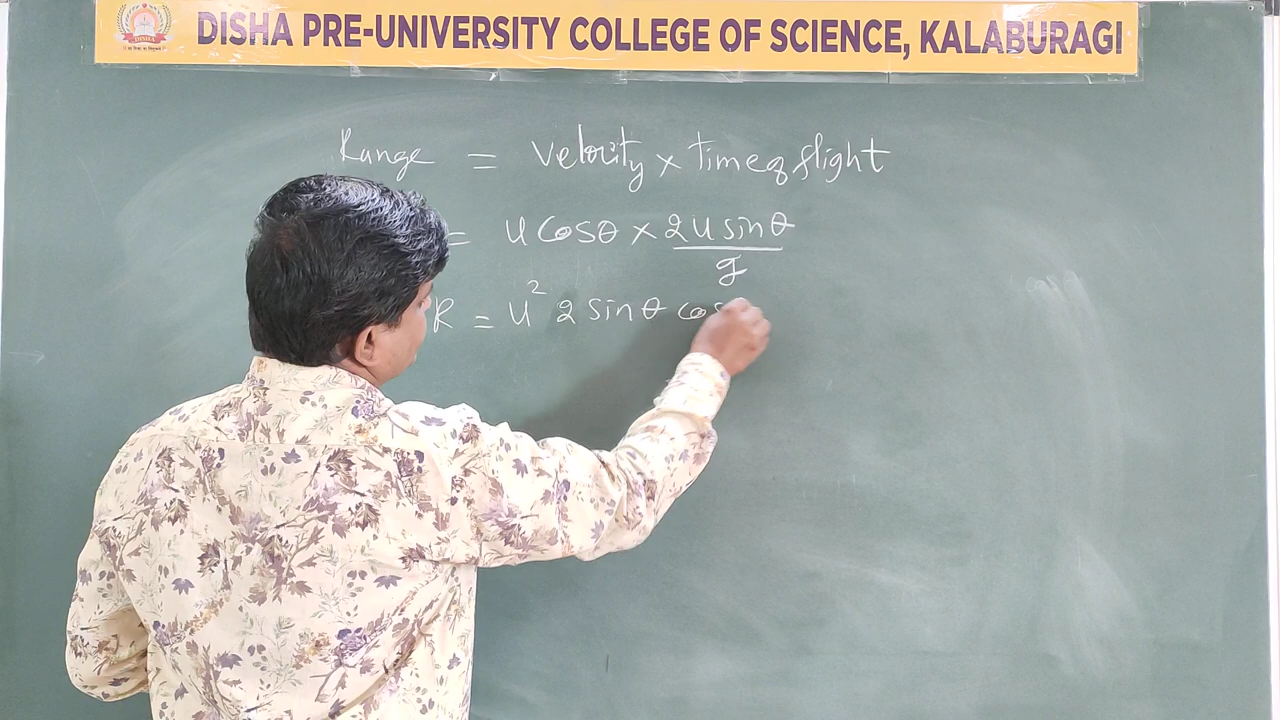 DISHA PRE-UNIVERSITY COLLEGE OF SCIENCE, KALABURAGI
DISHA
Range = Velocity × time of flight
= u cosθ × 2u sinθ / g
R = u² 2 sinθ cos